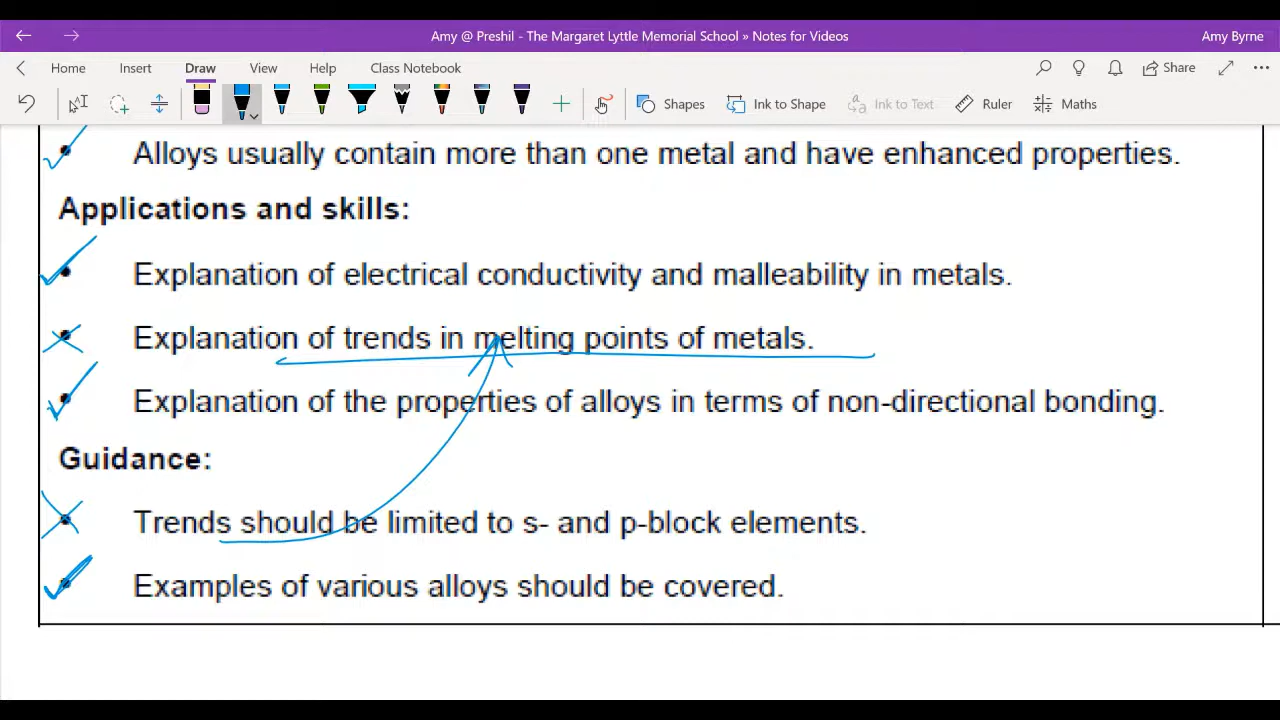 Amy @ Preshil - The Margaret Lyttle Memorial School » Notes for Videos
Amy Byrne
Home Insert Draw View Help Class Notebook Share
Shapes Ink to Shape Ink to Text Ruler Maths
• Alloys usually contain more than one metal and have enhanced properties.
Applications and skills:
• Explanation of electrical conductivity and malleability in metals.
• Explanation of trends in melting points of metals.
• Explanation of the properties of alloys in terms of non-directional bonding.
Guidance:
• Trends should be limited to s- and p-block elements.
• Examples of various alloys should be covered.